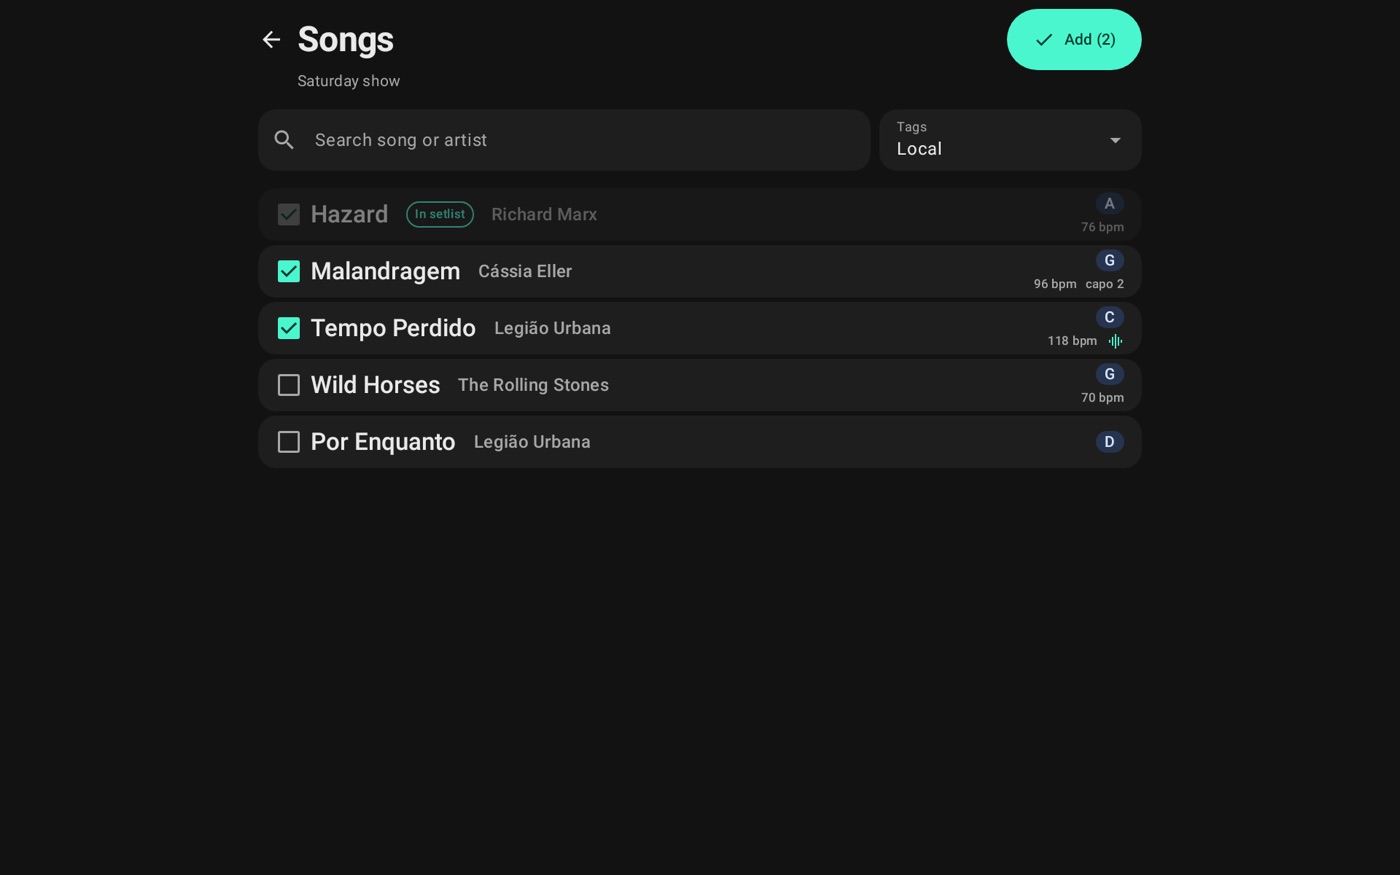 Songs
Add (2)
Saturday show
Search song or artist
Tags
Local
Hazard In setlist Richard Marx A
76 bpm
Malandragem Cássia Eller G
96 bpm capo 2
Tempo Perdido Legião Urbana C
118 bpm
Wild Horses The Rolling Stones G
70 bpm
Por Enquanto Legião Urbana D